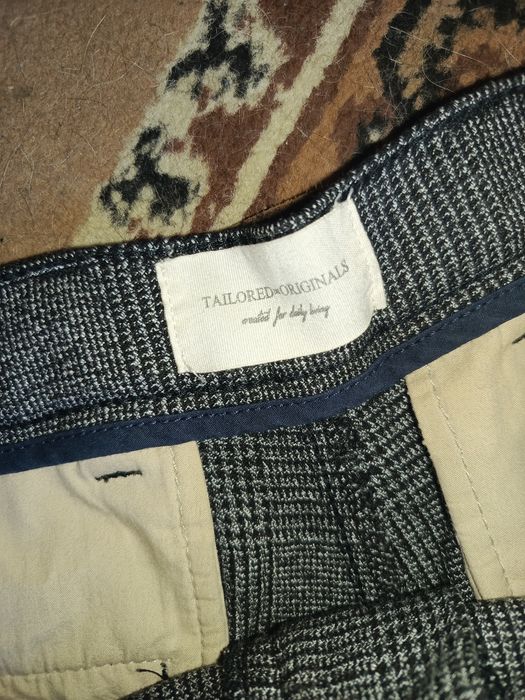 TAILORED & ORIGINALS
created for daily living